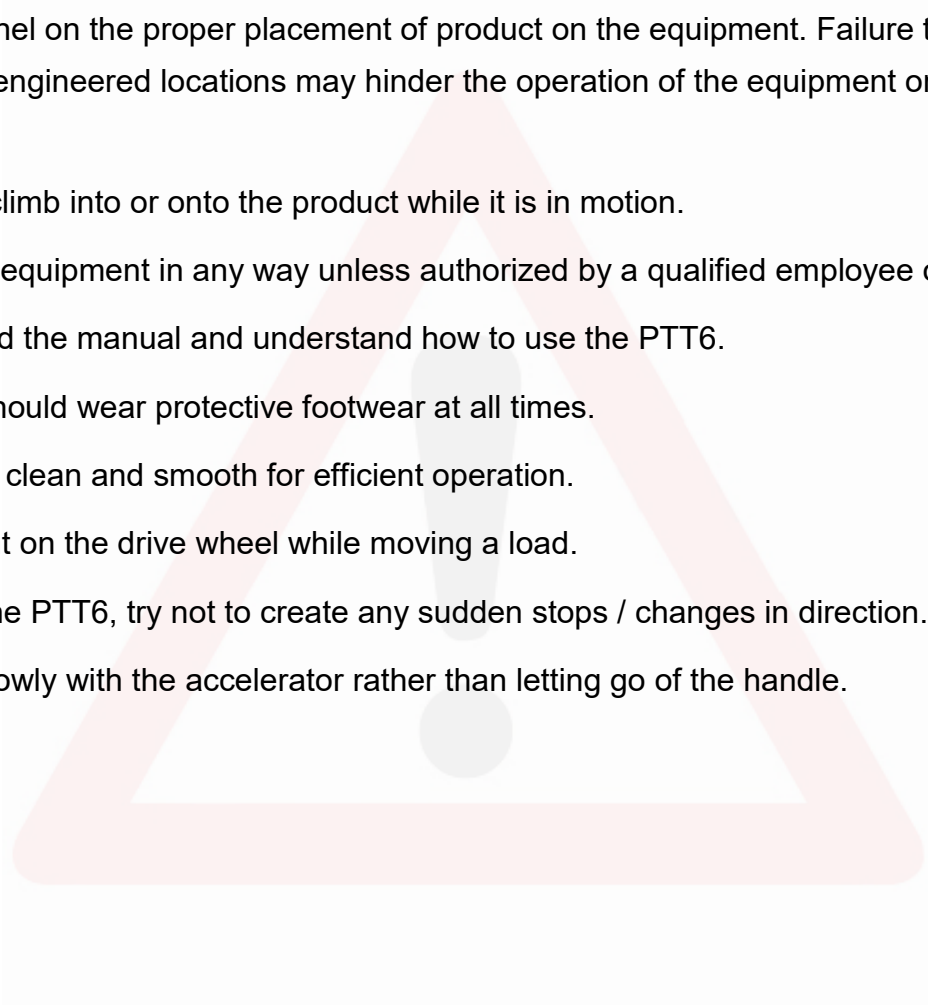 nel on the proper placement of product on the equipment. Failure t
engineered locations may hinder the operation of the equipment or
climb into or onto the product while it is in motion.
equipment in any way unless authorized by a qualified employee o
d the manual and understand how to use the PTT6.
hould wear protective footwear at all times.
clean and smooth for efficient operation.
t on the drive wheel while moving a load.
he PTT6, try not to create any sudden stops / changes in direction.
owly with the accelerator rather than letting go of the handle.